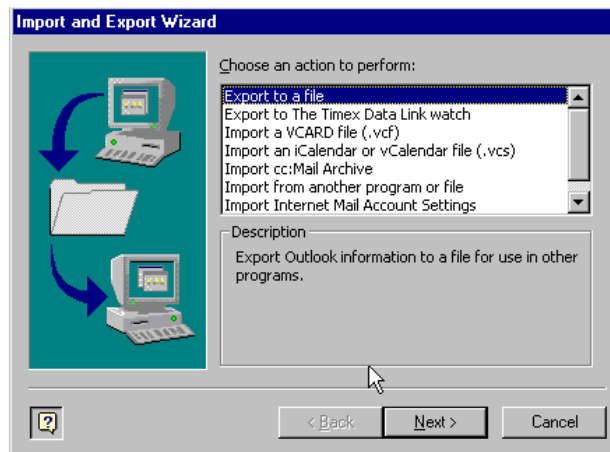 Import and Export Wizard
Choose an action to perform:
Export to a file
Export to The Timex Data Link watch
Import a VCARD file (.vcf)
Import an iCalendar or vCalendar file (.vcs)
Import cc:Mail Archive
Import from another program or file
Import Internet Mail Account Settings
Description
Export Outlook information to a file for use in other
programs.
?
< Back
Next >
Cancel